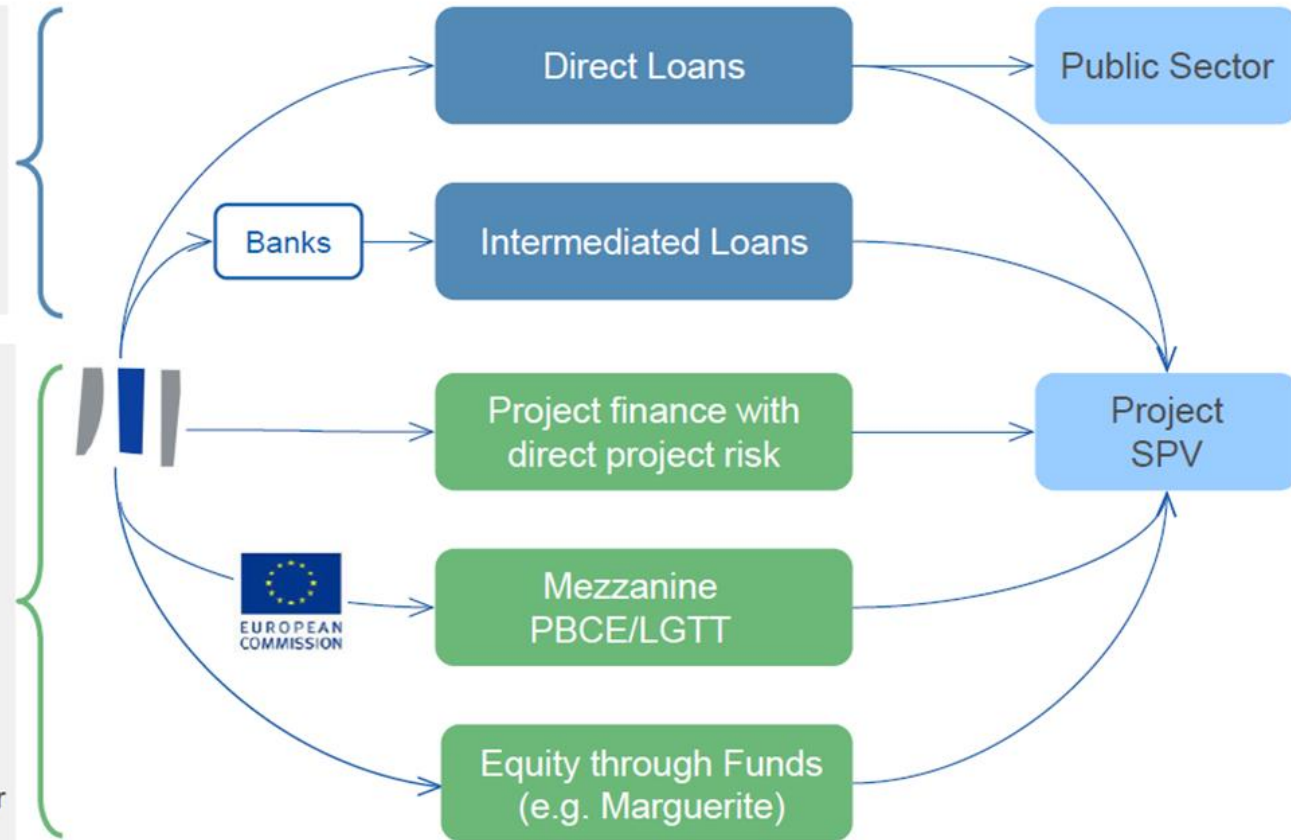 Direct Loans
Public Sector
Banks
Intermediated Loans
Project finance with
direct project risk
Project
SPV
EUROPEAN
COMMISSION
Mezzanine
PBCE/LGTT
Equity through Funds
(e.g. Marguerite)